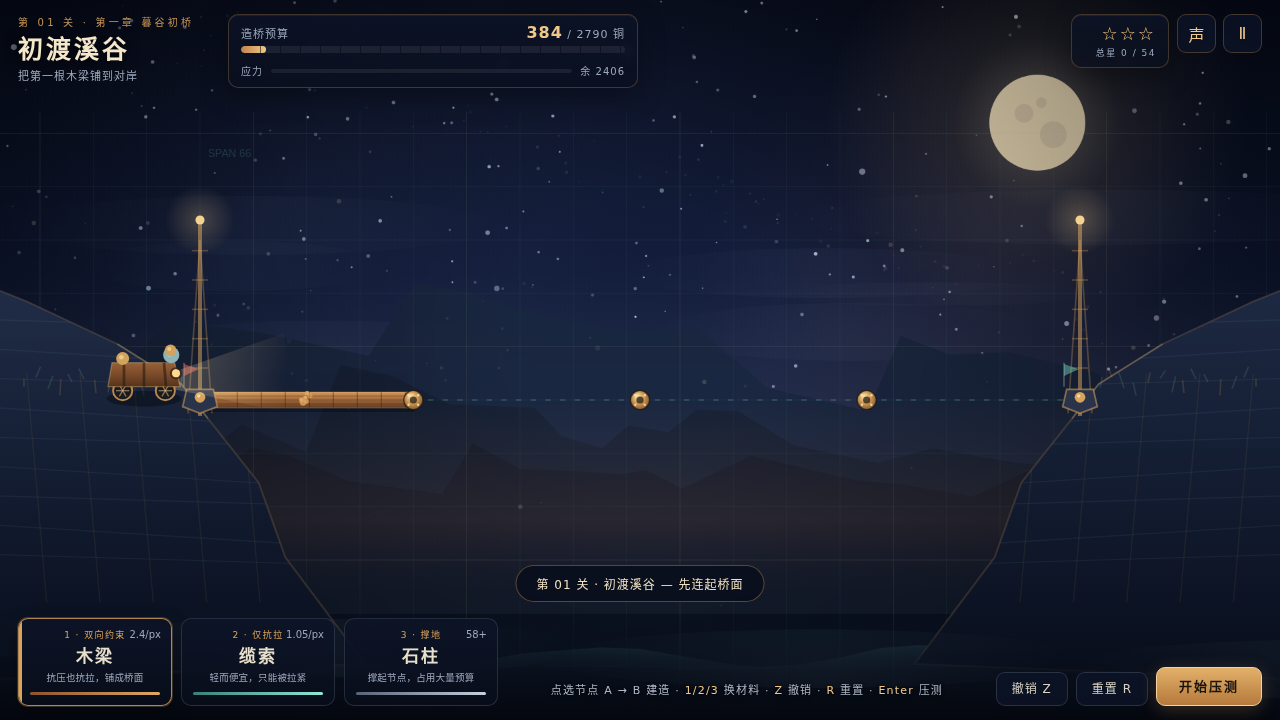 第 01 关 · 第一章 暮谷初桥
初渡溪谷
把第一根木梁铺到对岸
造桥预算 384 / 2790 铜
应力 余 2406
☆☆☆
总星 0 / 54
声
Ⅱ
SPAN 66
第 01 关 · 初渡溪谷 — 先连起桥面
1 · 双向约束 2.4/px
木梁
抗压也抗拉，铺成桥面
2 · 仅抗拉 1.05/px
缆索
轻而便宜，只能被拉紧
3 · 撑地 58+
石柱
撑起节点，占用大量预算
点选节点 A → B 建造 · 1/2/3 换材料 · Z 撤销 · R 重置 · Enter 压测
撤销 Z
重置 R
开始压测